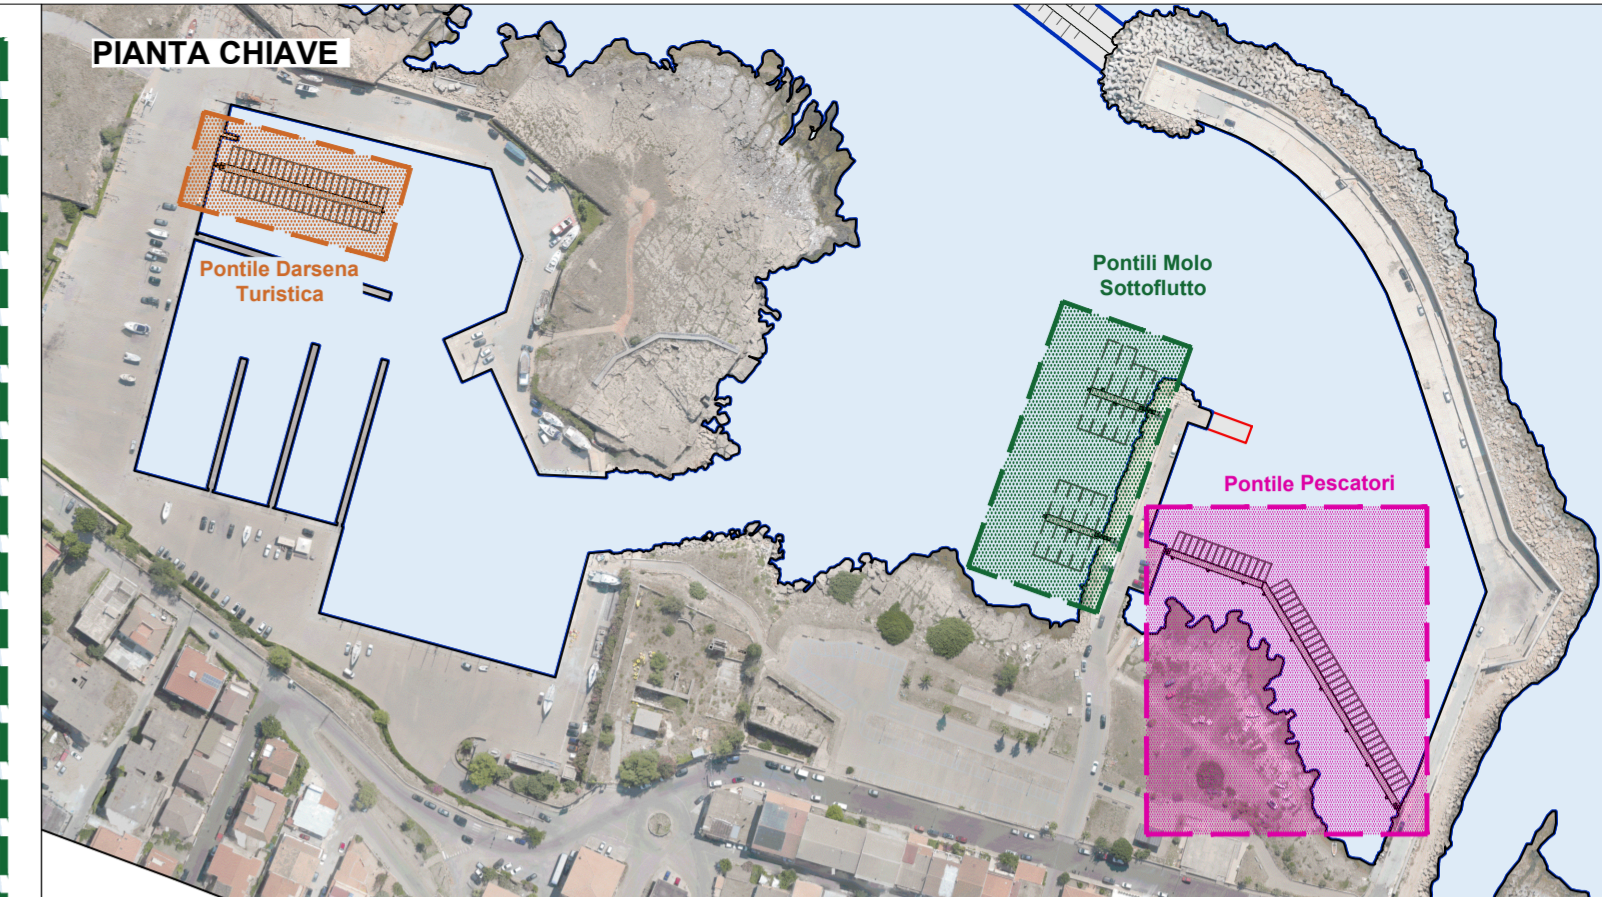 PIANTA CHIAVE
Pontile Darsena
Turistica
Pontili Molo
Sottoflutto
Pontile Pescatori